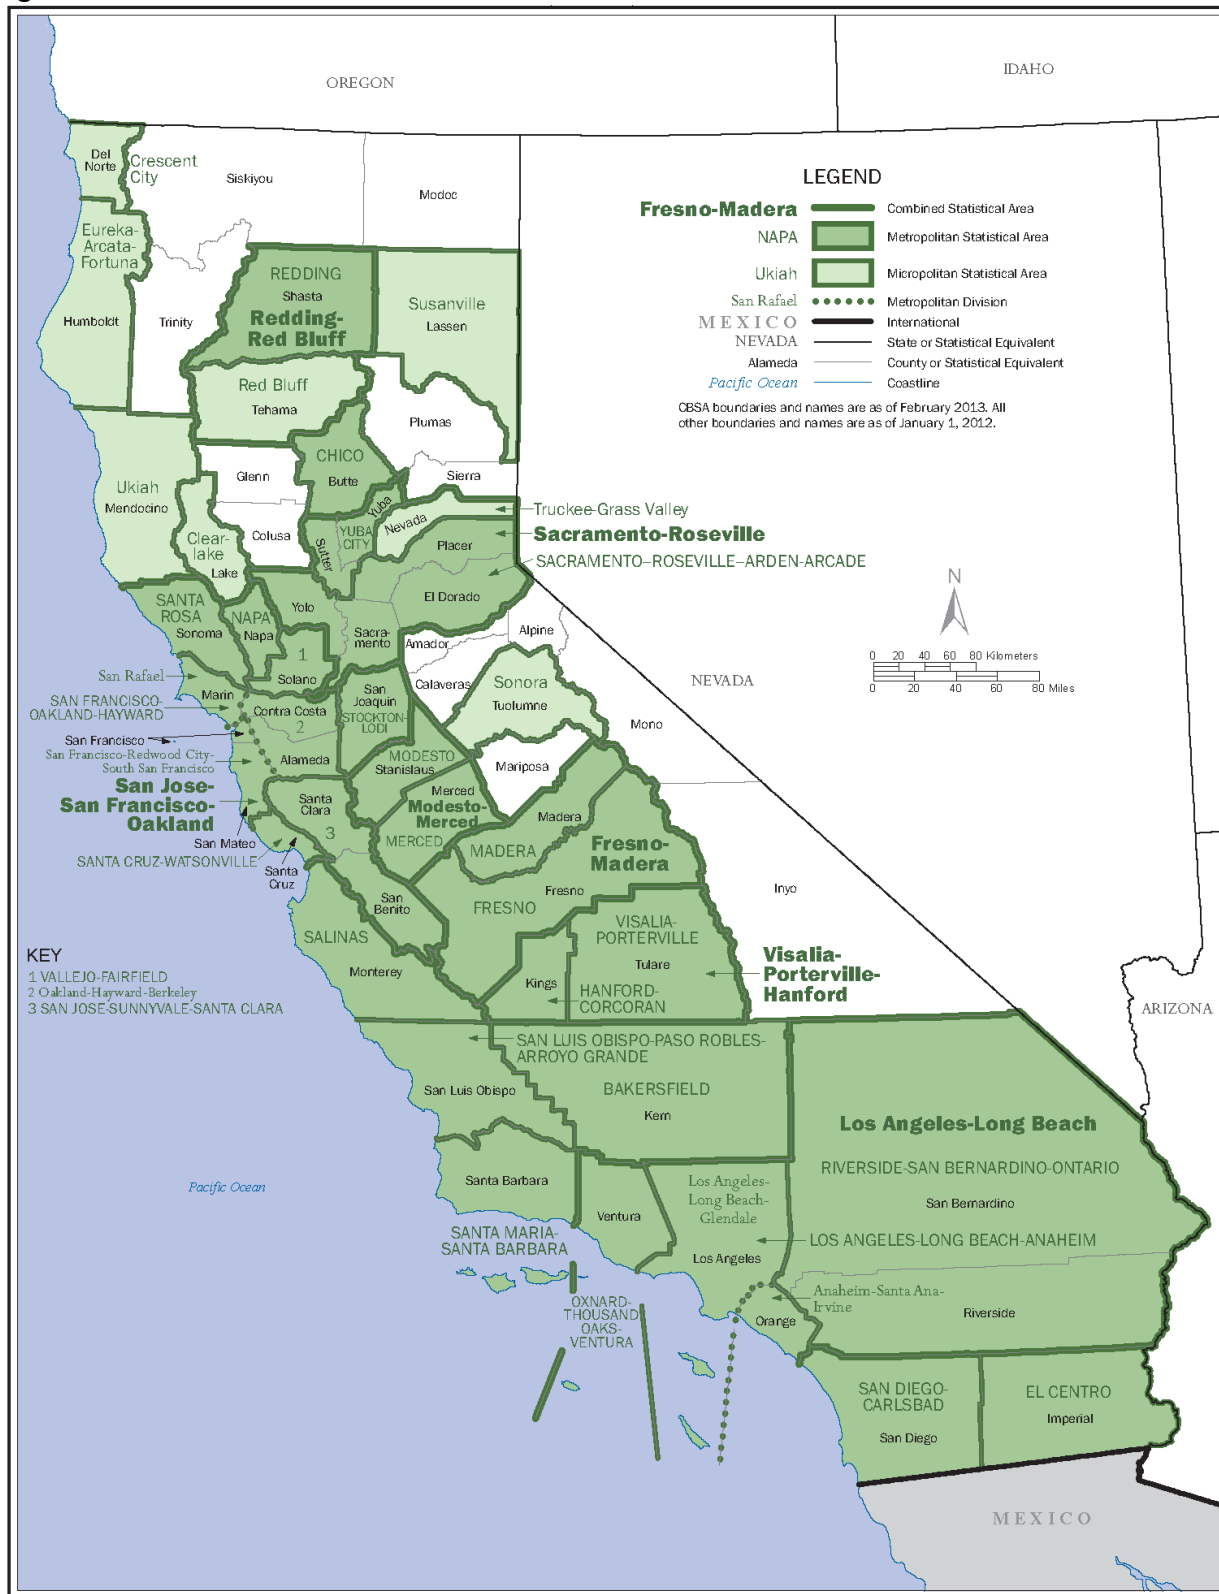 OREGON
IDAHO
LEGEND
Fresno-Madera Combined Statistical Area
NAPA Metropolitan Statistical Area
Ukiah Micropolitan Statistical Area
San Rafael Metropolitan Division
MEXICO International
NEVADA State or Statistical Equivalent
Alameda County or Statistical Equivalent
Pacific Ocean Coastline
CBSA boundaries and names are as of February 2013. All
other boundaries and names are as of January 1, 2012.
Del
Norte
Crescent
City
Siskiyou
Modoc
Eureka-
Arcata-
Fortuna
Humboldt
Trinity
REDDING
Shasta
Redding-
Red Bluff
Susanville
Lassen
Red Bluff
Tehama
Plumas
CHICO
Butte
Glenn
Sierra
Ukiah
Mendocino
Yuba
Nevada
Truckee-Grass Valley
Clear-
lake
Lake
Colusa
Sutter
YUBA
CITY
Placer
Sacramento-Roseville
SACRAMENTO–ROSEVILLE–ARDEN-ARCADE
El Dorado
SANTA
ROSA
Sonoma
NAPA
Napa
Yolo
Sacra-
mento
Amador
Alpine
N
0 20 40 60 80 Kilometers
0 20 40 60 80 Miles
1
Solano
San Rafael
Marin
SAN FRANCISCO-
OAKLAND-HAYWARD
Contra Costa
2
San
Joaquin
STOCKTON-
LODI
Calaveras
Sonora
Tuolumne
NEVADA
Mono
San Francisco
San Francisco-Redwood City-
South San Francisco
Alameda
MODESTO
Stanislaus
Mariposa
San Jose-
San Francisco-
Oakland
Santa
Clara
3
Merced
Modesto-
Merced
MERCED
Madera
MADERA
Fresno-
Madera
San Mateo
SANTA CRUZ-WATSONVILLE
Santa
Cruz
San
Benito
Fresno
FRESNO
Inyo
SALINAS
Monterey
VISALIA-
PORTERVILLE
Tulare
Visalia-
Porterville-
Hanford
Kings
HANFORD-
CORCORAN
KEY
1 VALLEJO-FAIRFIELD
2 Oakland-Hayward-Berkeley
3 SAN JOSE-SUNNYVALE-SANTA CLARA
ARIZONA
SAN LUIS OBISPO-PASO ROBLES-
ARROYO GRANDE
San Luis Obispo
BAKERSFIELD
Kern
Los Angeles-Long Beach
RIVERSIDE-SAN BERNARDINO-ONTARIO
San Bernardino
Pacific Ocean
Santa Barbara
Ventura
Los Angeles-
Long Beach-
Glendale
LOS ANGELES-LONG BEACH-ANAHEIM
Los Angeles
SANTA MARIA-
SANTA BARBARA
OXNARD-
THOUSAND
OAKS-
VENTURA
Anaheim-Santa Ana-
Irvine
Orange
Riverside
SAN DIEGO-
CARLSBAD
San Diego
EL CENTRO
Imperial
MEXICO